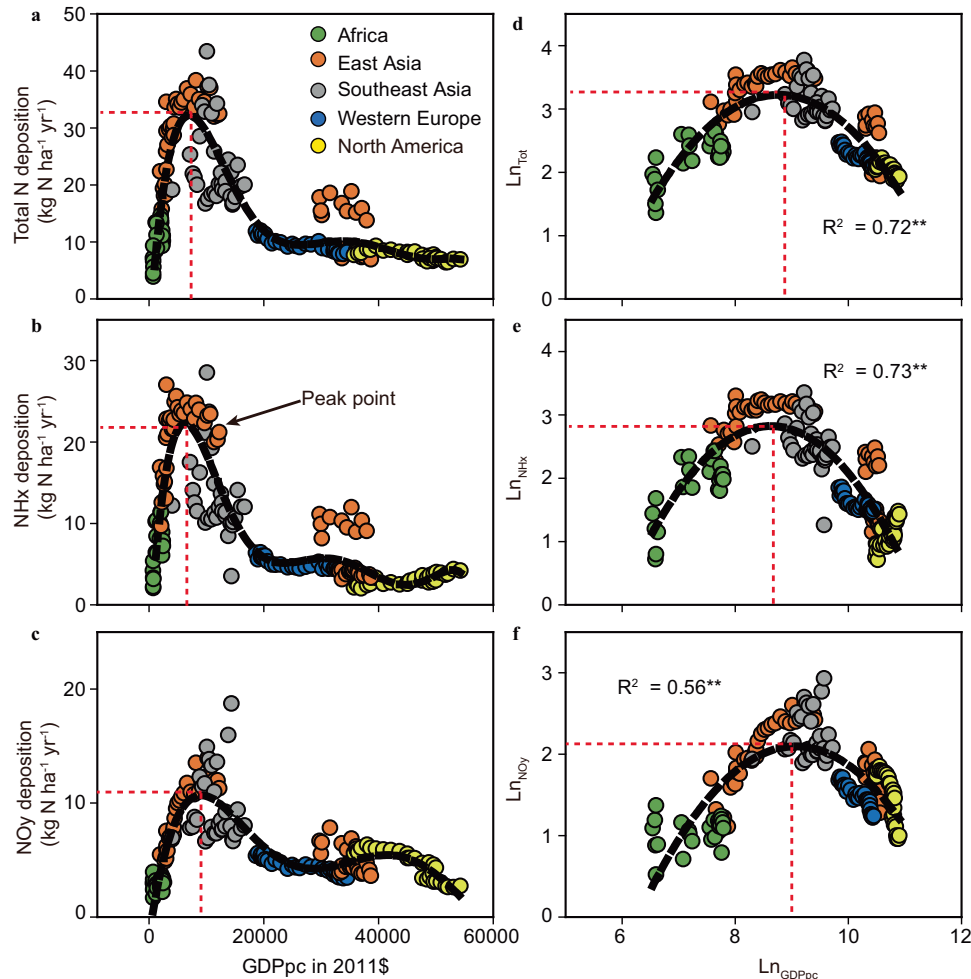 a
Africa
East Asia
Southeast Asia
Western Europe
North America
Total N deposition
(kg N ha⁻¹ yr⁻¹)
50
40
30
20
10
0
d
Ln_Tot
4
3
2
1
0
R² = 0.72**
b
Peak point
NHx deposition
(kg N ha⁻¹ yr⁻¹)
30
20
10
0
e
Ln_NHx
4
3
2
1
0
R² = 0.73**
c
NOy deposition
(kg N ha⁻¹ yr⁻¹)
20
10
0
0 20000 40000 60000
GDPpc in 2011$
f
Ln_NOy
3
2
1
0
R² = 0.56**
6 8 10 12
Ln_GDPpc